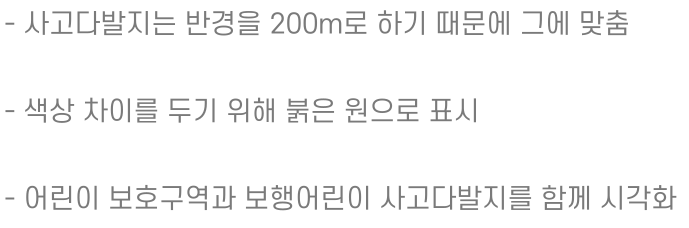 - 사고다발지는 반경을 200m로 하기 때문에 그에 맞춤
- 색상 차이를 두기 위해 붉은 원으로 표시
- 어린이 보호구역과 보행어린이 사고다발지를 함께 시각화